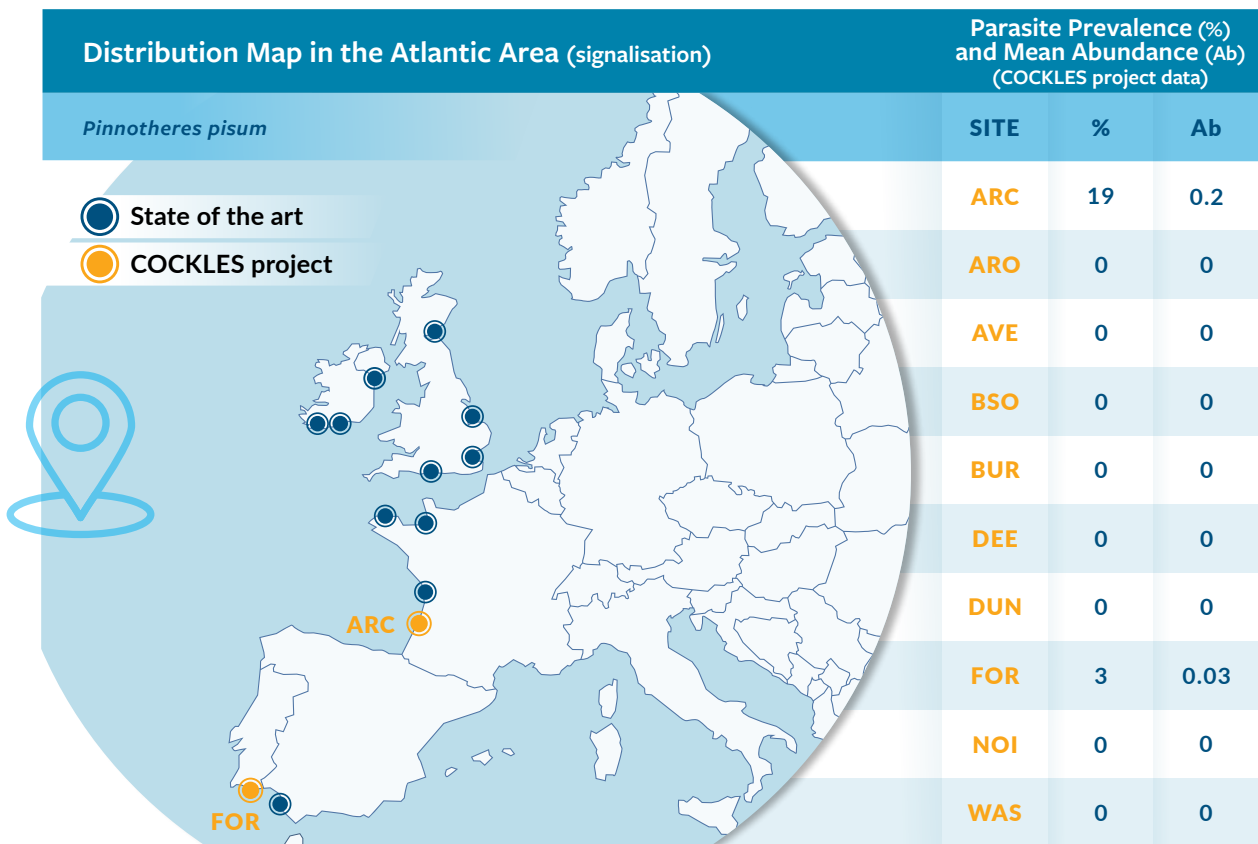 Distribution Map in the Atlantic Area (signalisation)
Parasite Prevalence (%)
and Mean Abundance (Ab)
(COCKLES project data)
Pinnotheres pisum
SITE % Ab
State of the art
COCKLES project
ARC 19 0.2
ARO 0 0
AVE 0 0
BSO 0 0
BUR 0 0
DEE 0 0
DUN 0 0
FOR 3 0.03
NOI 0 0
WAS 0 0
ARC
FOR